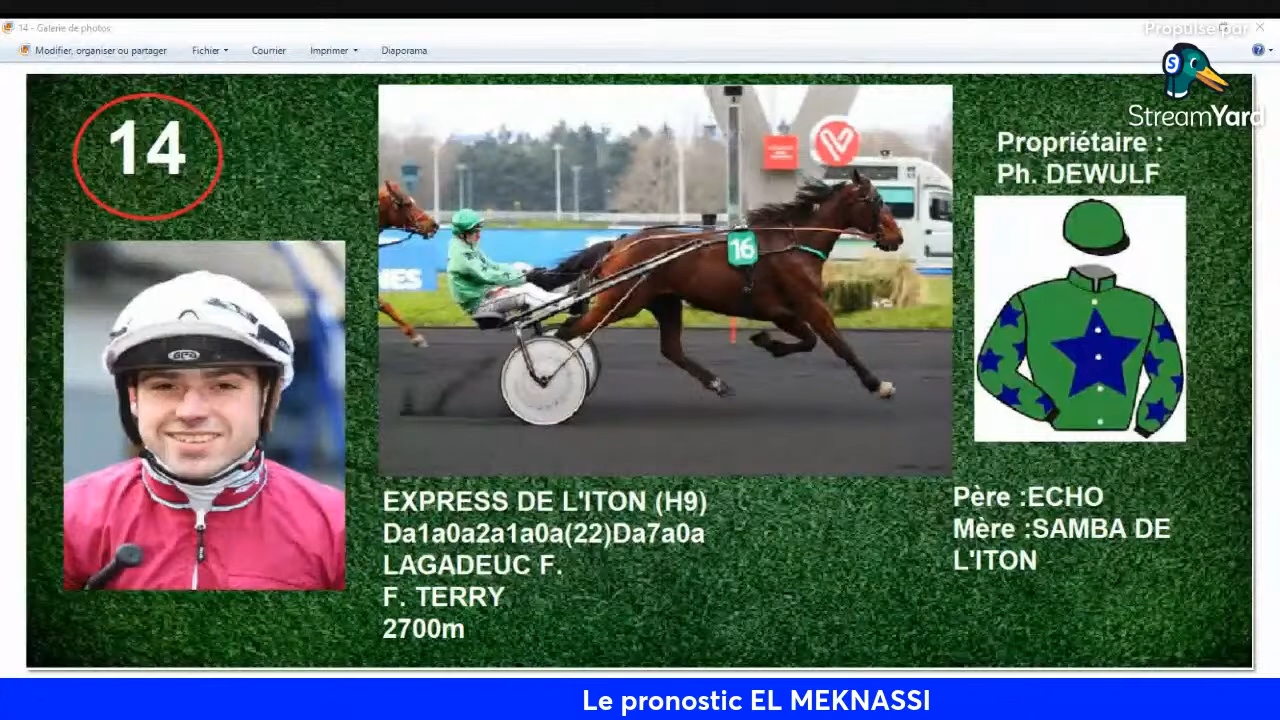 14 - Galerie de photos
Propulsé par
Modifier, organiser ou partager Fichier Courrier Imprimer Diaporama
StreamYard
14
Propriétaire :
Ph. DEWULF
16
EXPRESS DE L'ITON (H9)
Da1a0a2a1a0a(22)Da7a0a
LAGADEUC F.
F. TERRY
2700m
Père :ECHO
Mère :SAMBA DE
L'ITON
Le pronostic EL MEKNASSI